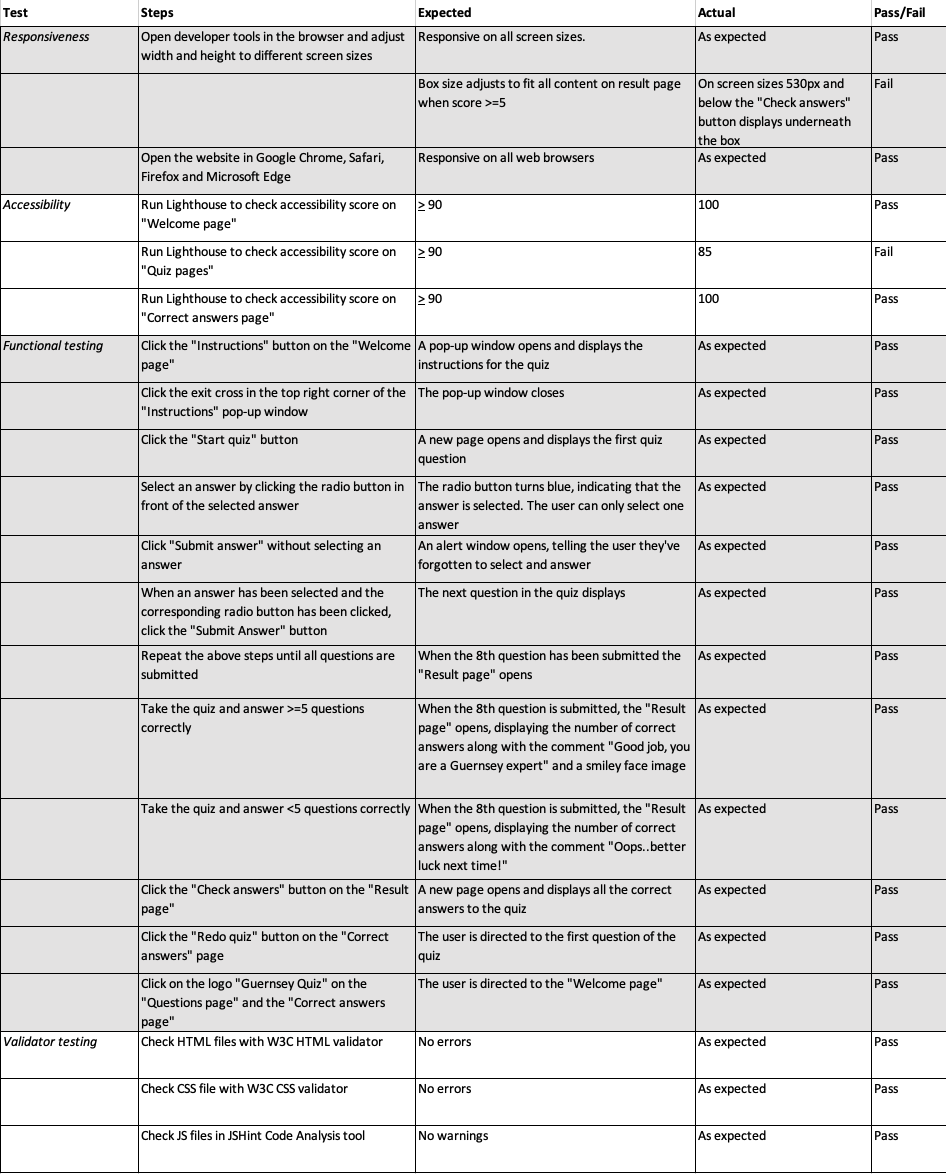 Test Steps Expected Actual Pass/Fail
Responsiveness Open developer tools in the browser and adjust Responsive on all screen sizes. As expected Pass
width and height to different screen sizes
Box size adjusts to fit all content on result page On screen sizes 530px and Fail
when score >=5 below the "Check answers"
button displays underneath
the box
Open the website in Google Chrome, Safari, Responsive on all web browsers As expected Pass
Firefox and Microsoft Edge
Accessibility Run Lighthouse to check accessibility score on ≥ 90 100 Pass
"Welcome page"
Run Lighthouse to check accessibility score on ≥ 90 85 Fail
"Quiz pages"
Run Lighthouse to check accessibility score on ≥ 90 100 Pass
"Correct answers page"
Functional testing Click the "Instructions" button on the "Welcome A pop-up window opens and displays the As expected Pass
page" instructions for the quiz
Click the exit cross in the top right corner of the The pop-up window closes As expected Pass
"Instructions" pop-up window
Click the "Start quiz" button A new page opens and displays the first quiz As expected Pass
question
Select an answer by clicking the radio button in The radio button turns blue, indicating that the As expected Pass
front of the selected answer answer is selected. The user can only select one
answer
Click "Submit answer" without selecting an An alert window opens, telling the user they've As expected Pass
answer forgotten to select and answer
When an answer has been selected and the The next question in the quiz displays As expected Pass
corresponding radio button has been clicked,
click the "Submit Answer" button
Repeat the above steps until all questions are When the 8th question has been submitted the As expected Pass
submitted "Result page" opens
Take the quiz and answer >=5 questions When the 8th question is submitted, the "Result As expected Pass
correctly page" opens, displaying the number of correct
answers along with the comment "Good job, you
are a Guernsey expert" and a smiley face image
Take the quiz and answer <5 questions correctly When the 8th question is submitted, the "Result As expected Pass
page" opens, displaying the number of correct
answers along with the comment "Oops..better
luck next time!"
Click the "Check answers" button on the "Result A new page opens and displays all the correct As expected Pass
page" answers to the quiz
Click the "Redo quiz" button on the "Correct The user is directed to the first question of the As expected Pass
answers" page quiz
Click on the logo "Guernsey Quiz" on the The user is directed to the "Welcome page" As expected Pass
"Questions page" and the "Correct answers
page"
Validator testing Check HTML files with W3C HTML validator No errors As expected Pass
Check CSS file with W3C CSS validator No errors As expected Pass
Check JS files in JSHint Code Analysis tool No warnings As expected Pass